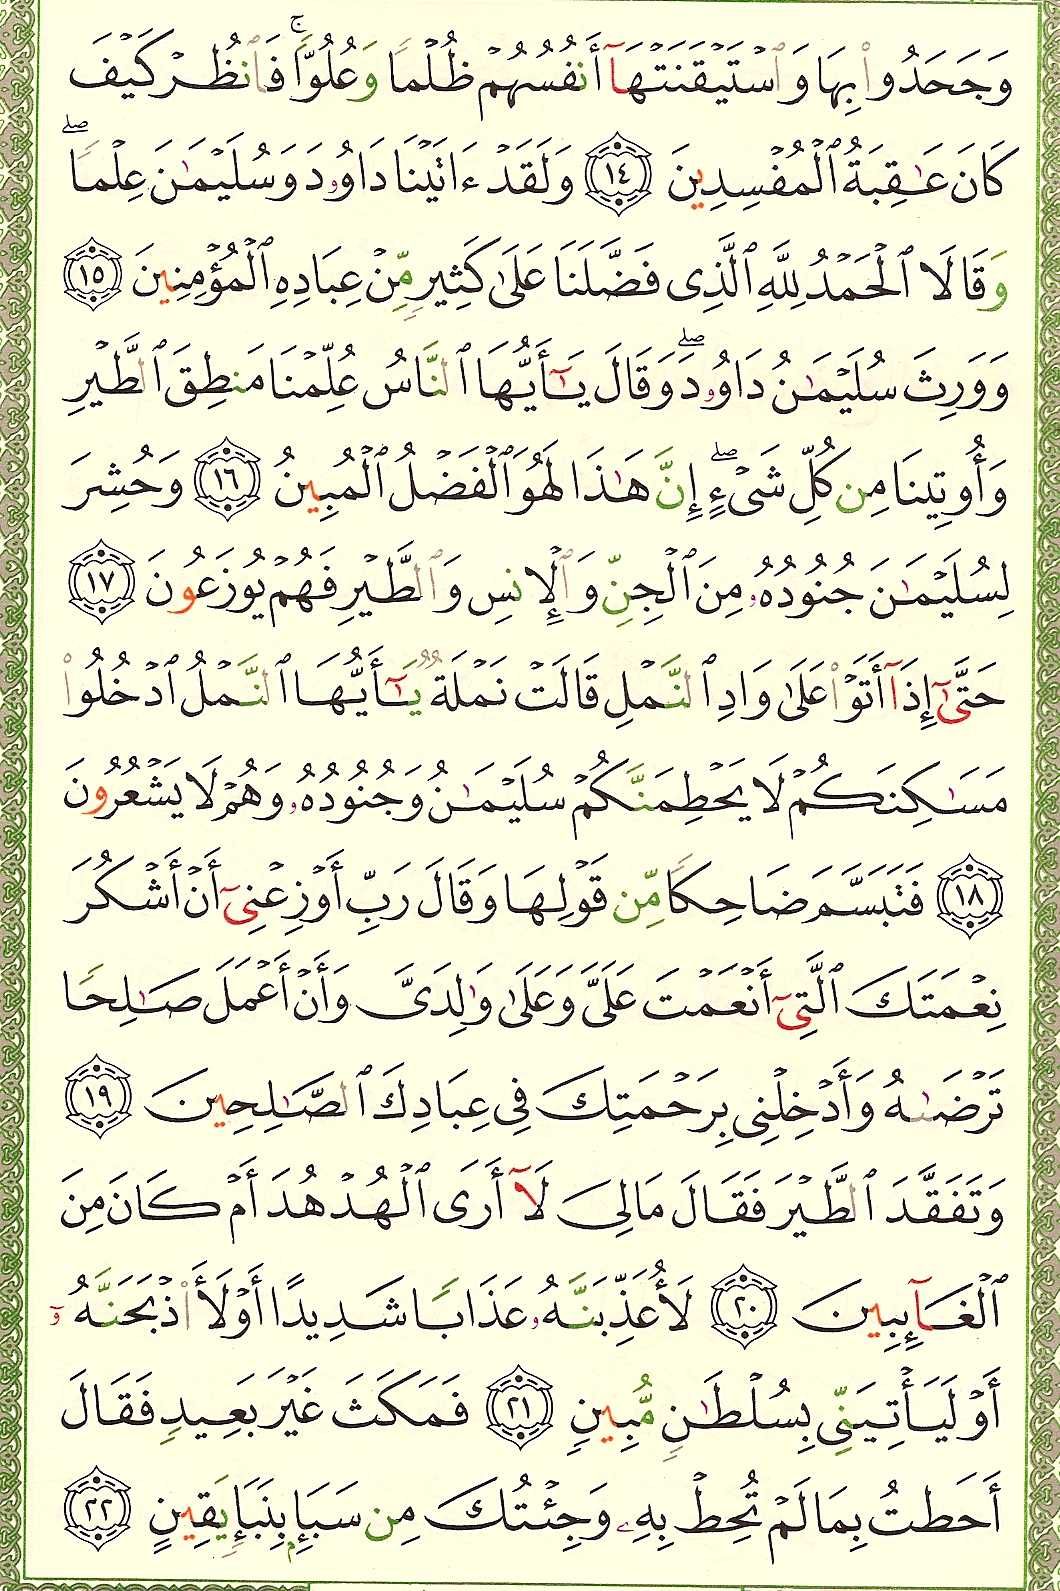 وَجَحَدُوا۟ بِهَا وَٱسْتَيْقَنَتْهَآ أَنفُسُهُمْ ظُلْمًا وَعُلُوًّا ۚ فَٱنظُرْ كَيْفَ
كَانَ عَـٰقِبَةُ ٱلْمُفْسِدِينَ ١٤ وَلَقَدْ ءَاتَيْنَا دَاوُۥدَ وَسُلَيْمَـٰنَ عِلْمًا ۖ
وَقَالَا ٱلْحَمْدُ لِلَّهِ ٱلَّذِى فَضَّلَنَا عَلَىٰ كَثِيرٍ مِّنْ عِبَادِهِ ٱلْمُؤْمِنِينَ ١٥
وَوَرِثَ سُلَيْمَـٰنُ دَاوُۥدَ ۖ وَقَالَ يَـٰٓأَيُّهَا ٱلنَّاسُ عُلِّمْنَا مَنطِقَ ٱلطَّيْرِ
وَأُوتِينَا مِن كُلِّ شَىْءٍ ۖ إِنَّ هَـٰذَا لَهُوَ ٱلْفَضْلُ ٱلْمُبِينُ ١٦ وَحُشِرَ
لِسُلَيْمَـٰنَ جُنُودُهُۥ مِنَ ٱلْجِنِّ وَٱلْإِنسِ وَٱلطَّيْرِ فَهُمْ يُوزَعُونَ ١٧
حَتَّىٰٓ إِذَآ أَتَوْا۟ عَلَىٰ وَادِ ٱلنَّمْلِ قَالَتْ نَمْلَةٌ يَـٰٓأَيُّهَا ٱلنَّمْلُ ٱدْخُلُوا۟
مَسَـٰكِنَكُمْ لَا يَحْطِمَنَّكُمْ سُلَيْمَـٰنُ وَجُنُودُهُۥ وَهُمْ لَا يَشْعُرُونَ
١٨ فَتَبَسَّمَ ضَاحِكًا مِّن قَوْلِهَا وَقَالَ رَبِّ أَوْزِعْنِىٓ أَنْ أَشْكُرَ
نِعْمَتَكَ ٱلَّتِىٓ أَنْعَمْتَ عَلَىَّ وَعَلَىٰ وَٰلِدَىَّ وَأَنْ أَعْمَلَ صَـٰلِحًا
تَرْضَىٰهُ وَأَدْخِلْنِى بِرَحْمَتِكَ فِى عِبَادِكَ ٱلصَّـٰلِحِينَ ١٩
وَتَفَقَّدَ ٱلطَّيْرَ فَقَالَ مَا لِىَ لَآ أَرَى ٱلْهُدْهُدَ أَمْ كَانَ مِنَ
ٱلْغَآئِبِينَ ٢٠ لَأُعَذِّبَنَّهُۥ عَذَابًا شَدِيدًا أَوْ لَأَا۟ذْبَحَنَّهُۥٓ
أَوْ لَيَأْتِيَنِّى بِسُلْطَـٰنٍ مُّبِينٍ ٢١ فَمَكَثَ غَيْرَ بَعِيدٍ فَقَالَ
أَحَطتُ بِمَا لَمْ تُحِطْ بِهِۦ وَجِئْتُكَ مِن سَبَإٍۭ بِنَبَإٍ يَقِينٍ ٢٢